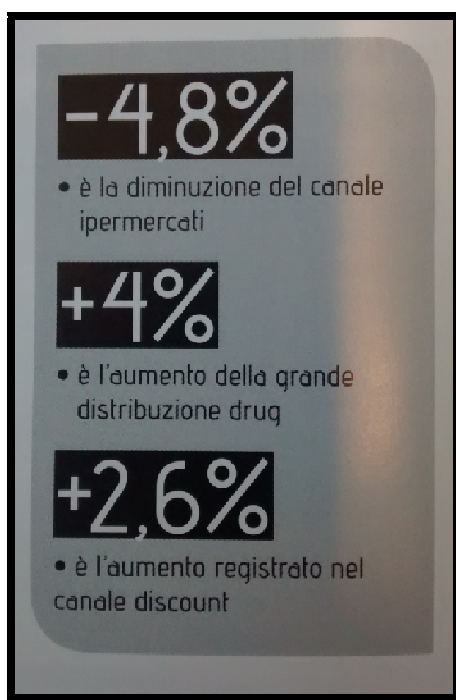 -4,8%
• è la diminuzione del canale
ipermercati
+4%
• è l'aumento della grande
distribuzione drug
+2,6%
• è l'aumento registrato nel
canale discount